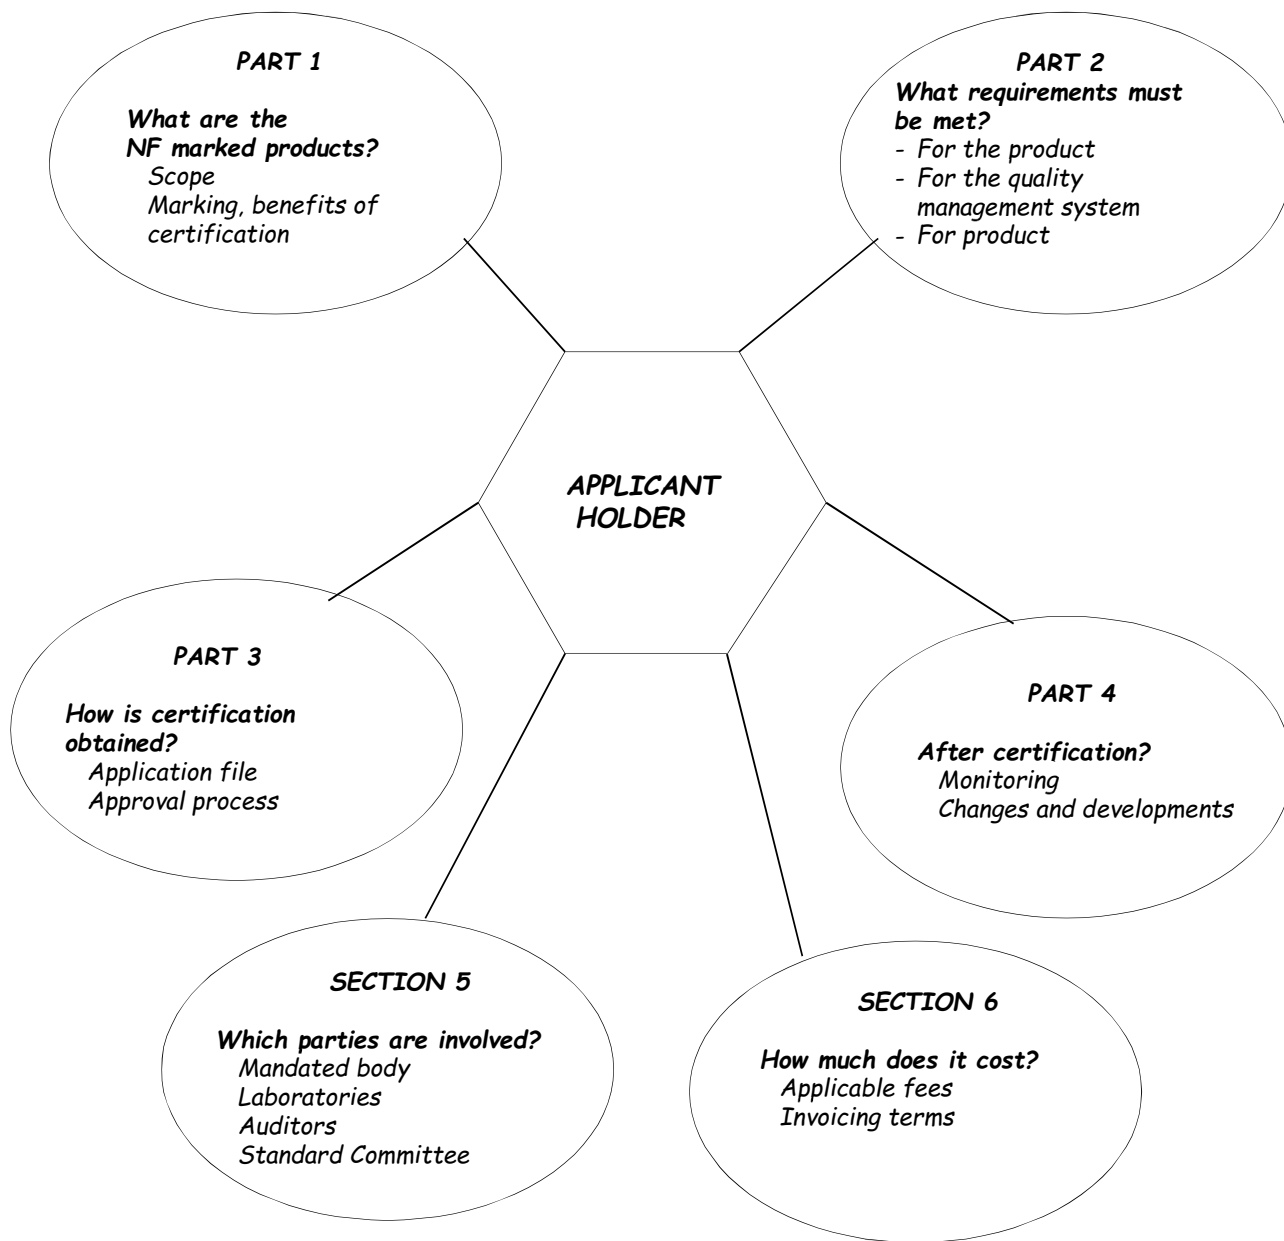 PART 1
What are the
NF marked products?
Scope
Marking, benefits of
certification
PART 2
What requirements must
be met?
- For the product
- For the quality
management system
- For product
APPLICANT
HOLDER
PART 3
How is certification
obtained?
Application file
Approval process
PART 4
After certification?
Monitoring
Changes and developments
SECTION 5
Which parties are involved?
Mandated body
Laboratories
Auditors
Standard Committee
SECTION 6
How much does it cost?
Applicable fees
Invoicing terms